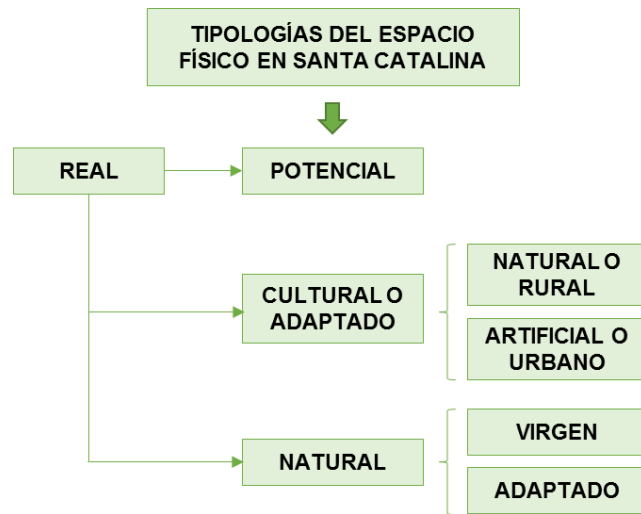 TIPOLOGÍAS DEL ESPACIO
FÍSICO EN SANTA CATALINA
REAL
POTENCIAL
CULTURAL O
ADAPTADO
NATURAL O
RURAL
ARTIFICIAL O
URBANO
NATURAL
VIRGEN
ADAPTADO